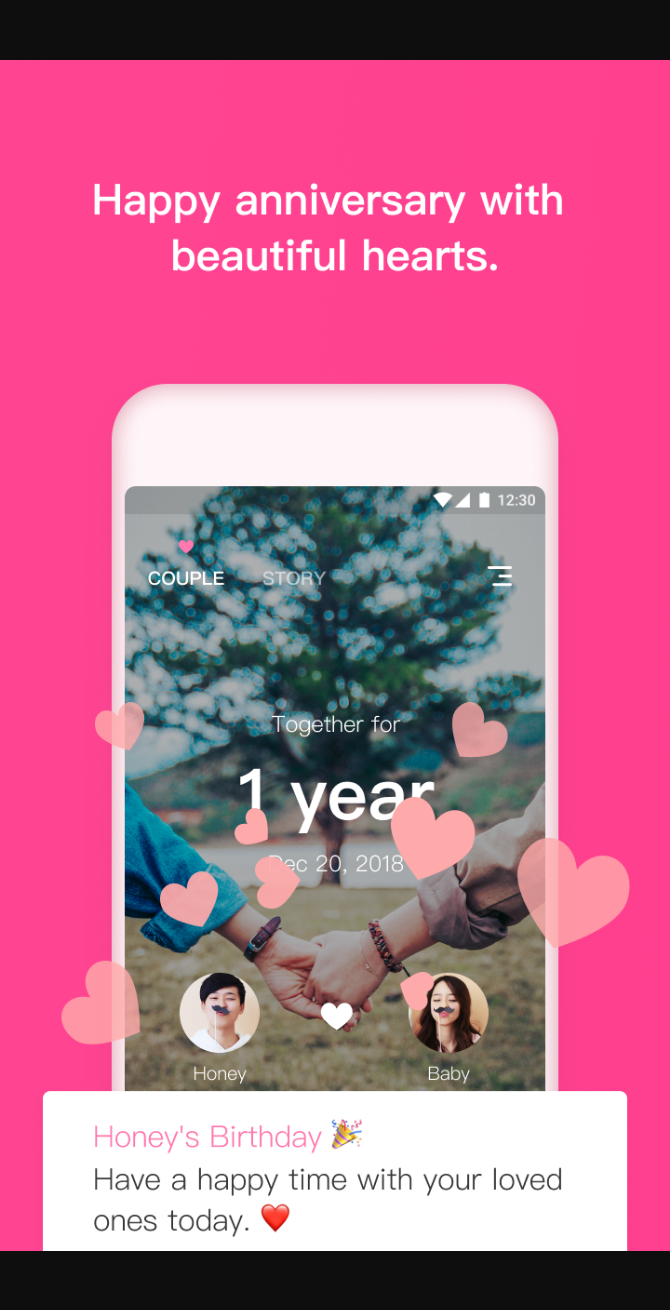 Happy anniversary with
beautiful hearts.
12:30
COUPLE STORY
Together for
1 year
Dec 20, 2018
Honey Baby
Honey's Birthday 🎉
Have a happy time with your loved
ones today. ❤️